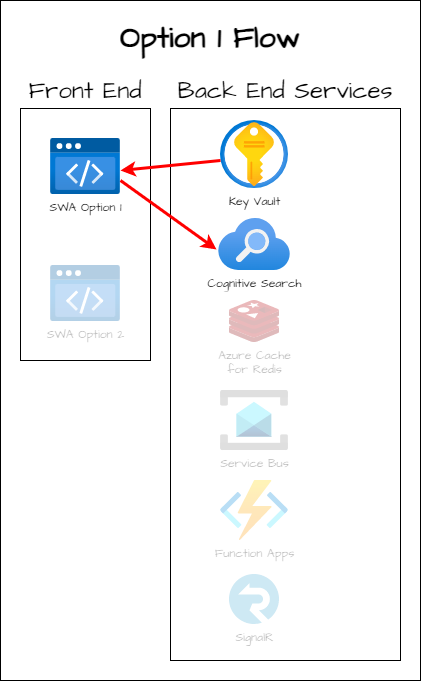 Option 1 Flow
Front End
Back End Services
SWA Option 1
SWA Option 2
Key Vault
Cognitive Search
Azure Cache
for Redis
Service Bus
Function Apps
SignalR